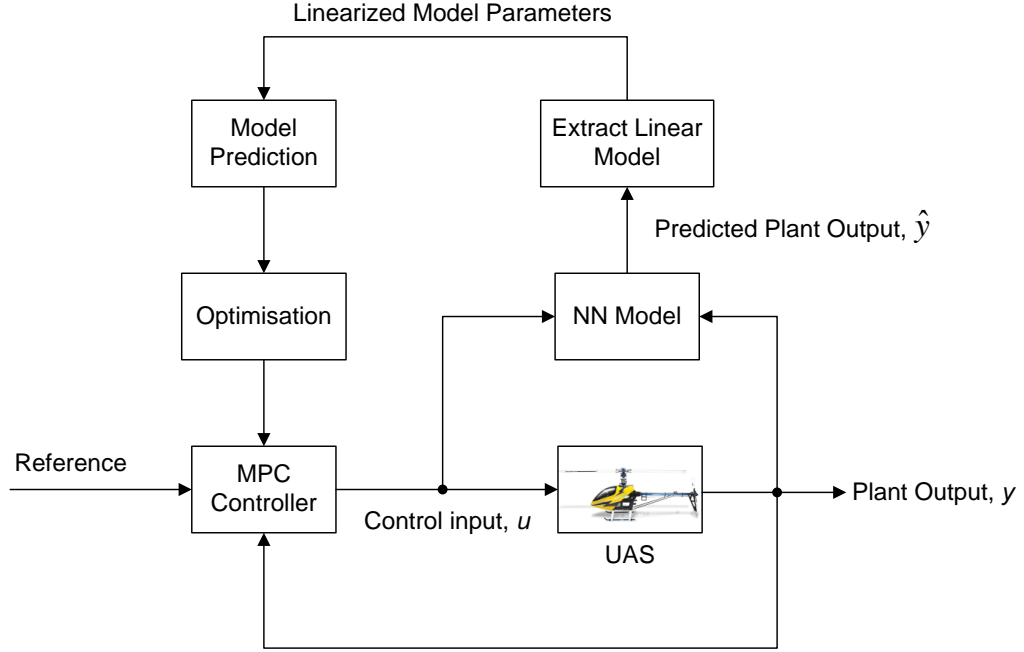 Linearized Model Parameters
Model
Prediction
Extract Linear
Model
Predicted Plant Output, ŷ
Optimisation
NN Model
Reference
MPC
Controller
Control input, u
UAS
Plant Output, y